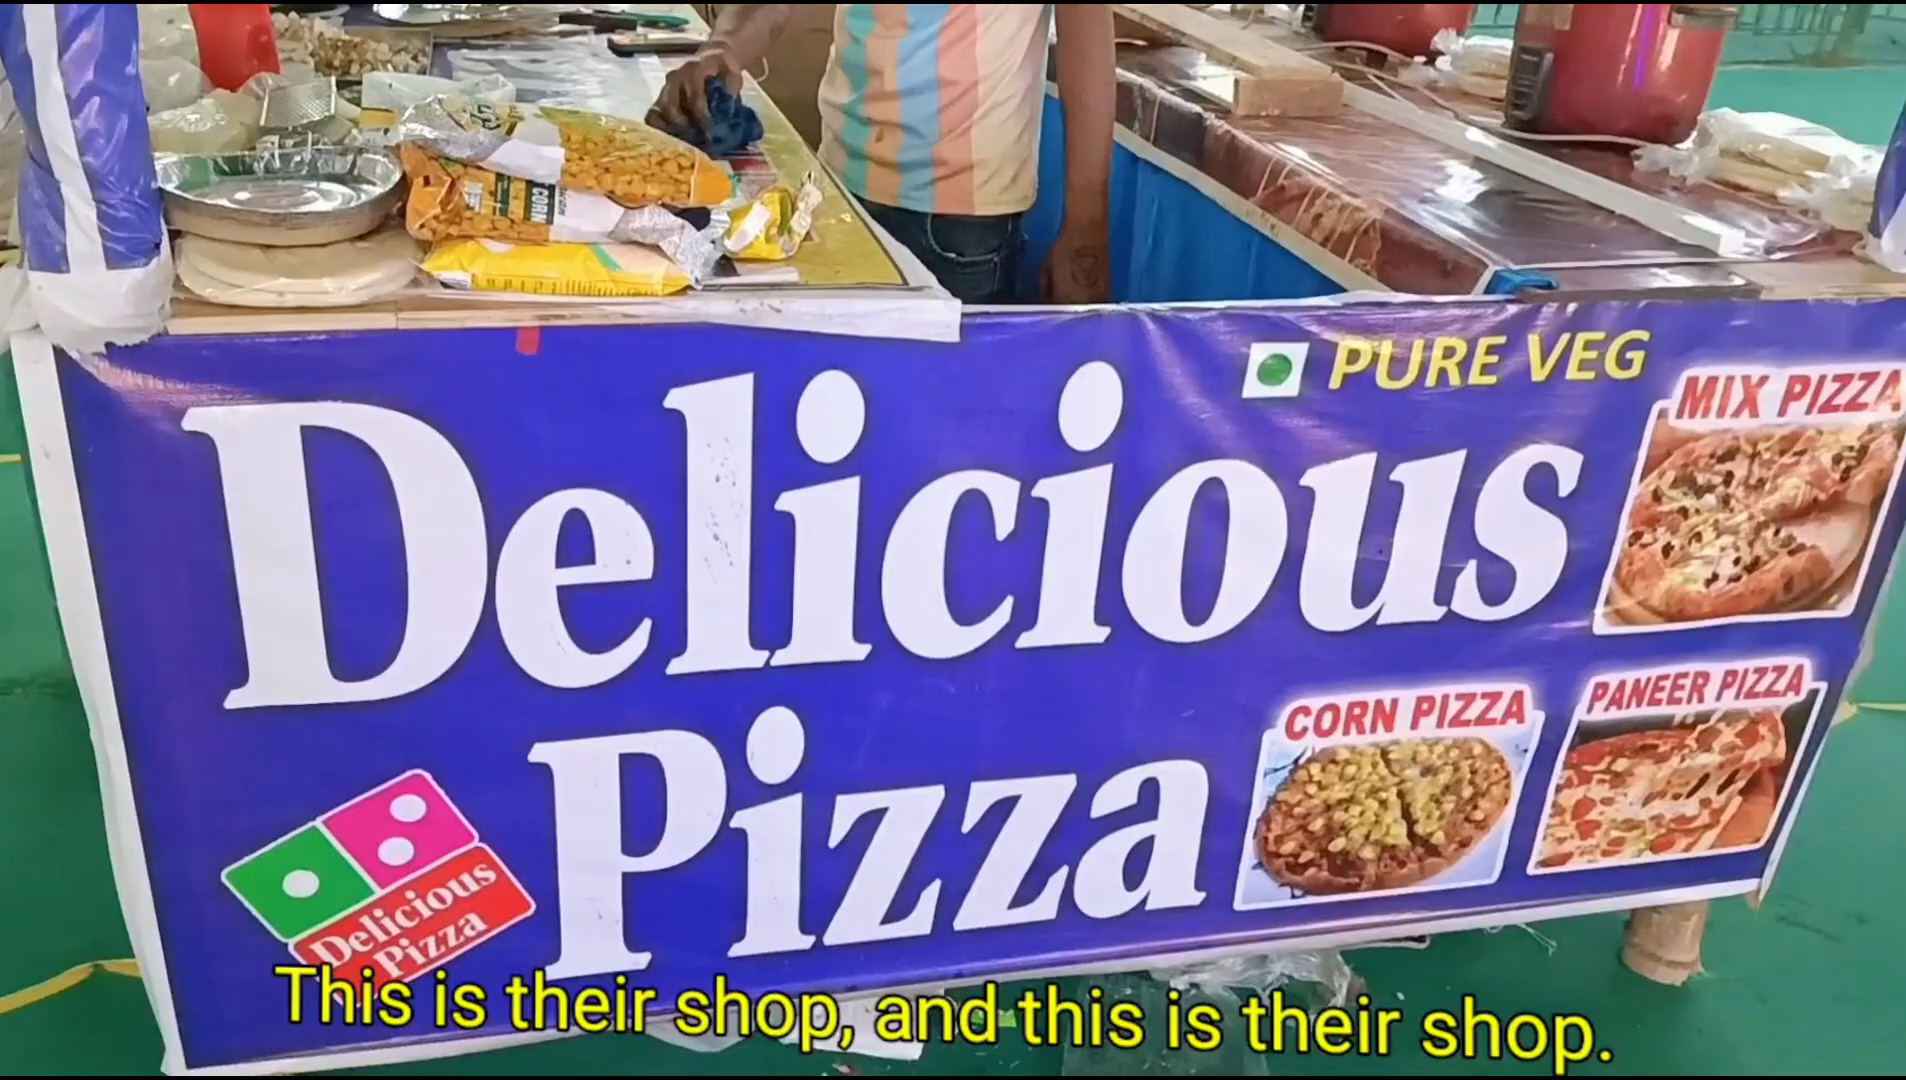 CORN
PURE VEG
MIX PIZZA
Delicious
Pizza
CORN PIZZA
PANEER PIZZA
Delicious
Pizza
This is their shop, and this is their shop.